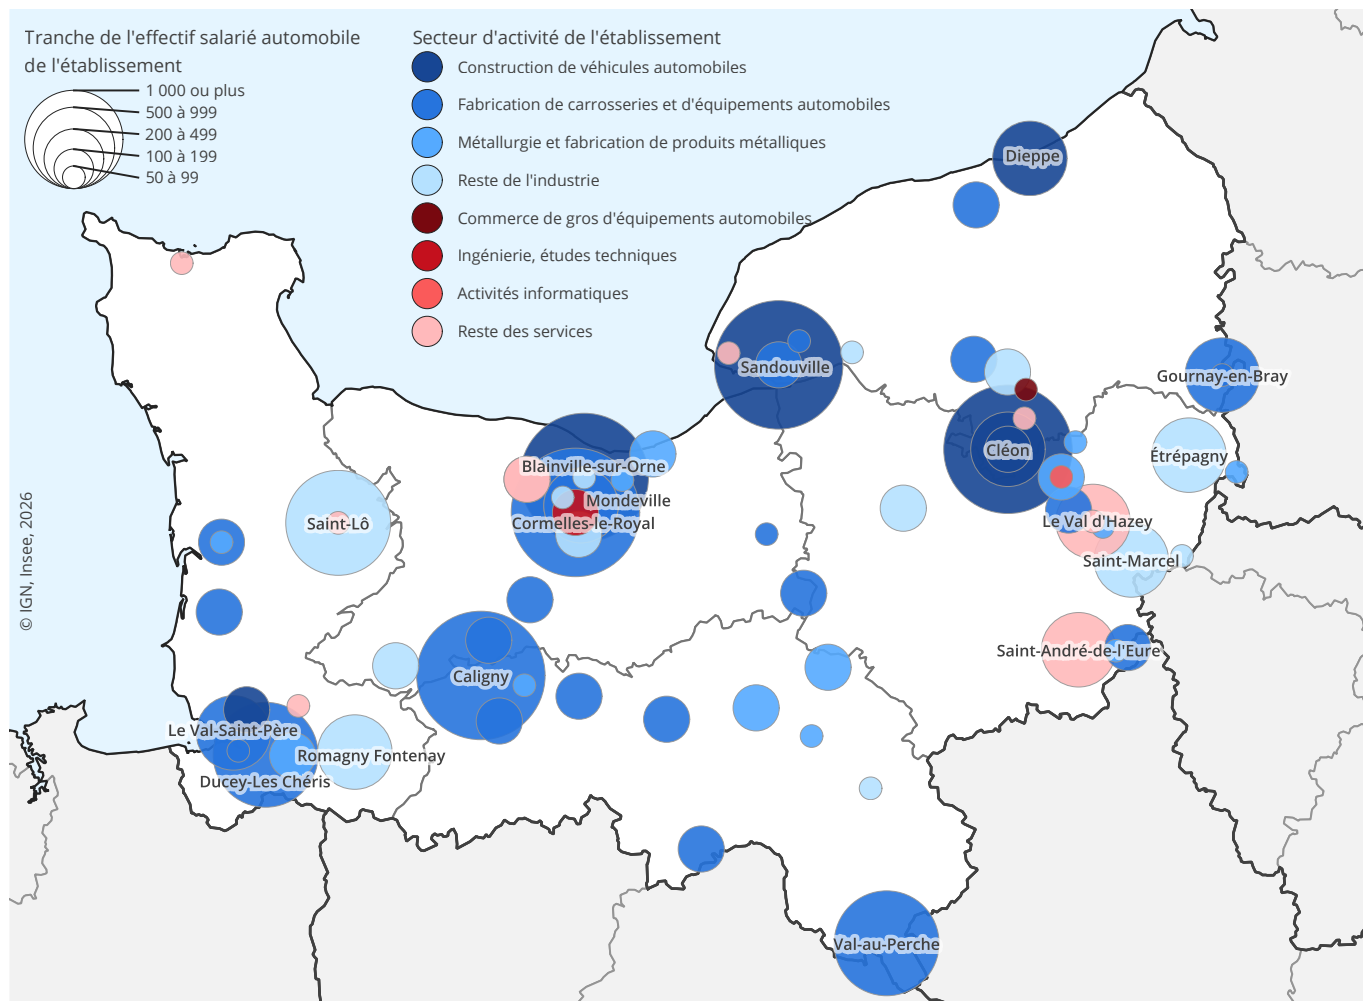 Tranche de l'effectif salarié automobile
de l'établissement
1 000 ou plus
500 à 999
200 à 499
100 à 199
50 à 99
Secteur d'activité de l'établissement
Construction de véhicules automobiles
Fabrication de carrosseries et d'équipements automobiles
Métallurgie et fabrication de produits métalliques
Reste de l'industrie
Commerce de gros d'équipements automobiles
Ingénierie, études techniques
Activités informatiques
Reste des services
Dieppe
Sandouville
Gournay-en-Bray
Cléon
Étrépagny
Blainville-sur-Orne
Mondeville
Cormelles-le-Royal
Saint-Lô
Le Val d'Hazey
Saint-Marcel
Saint-André-de-l'Eure
Caligny
Le Val-Saint-Père
Romagny Fontenay
Ducey-Les Chéris
Val-au-Perche
© IGN, Insee, 2026